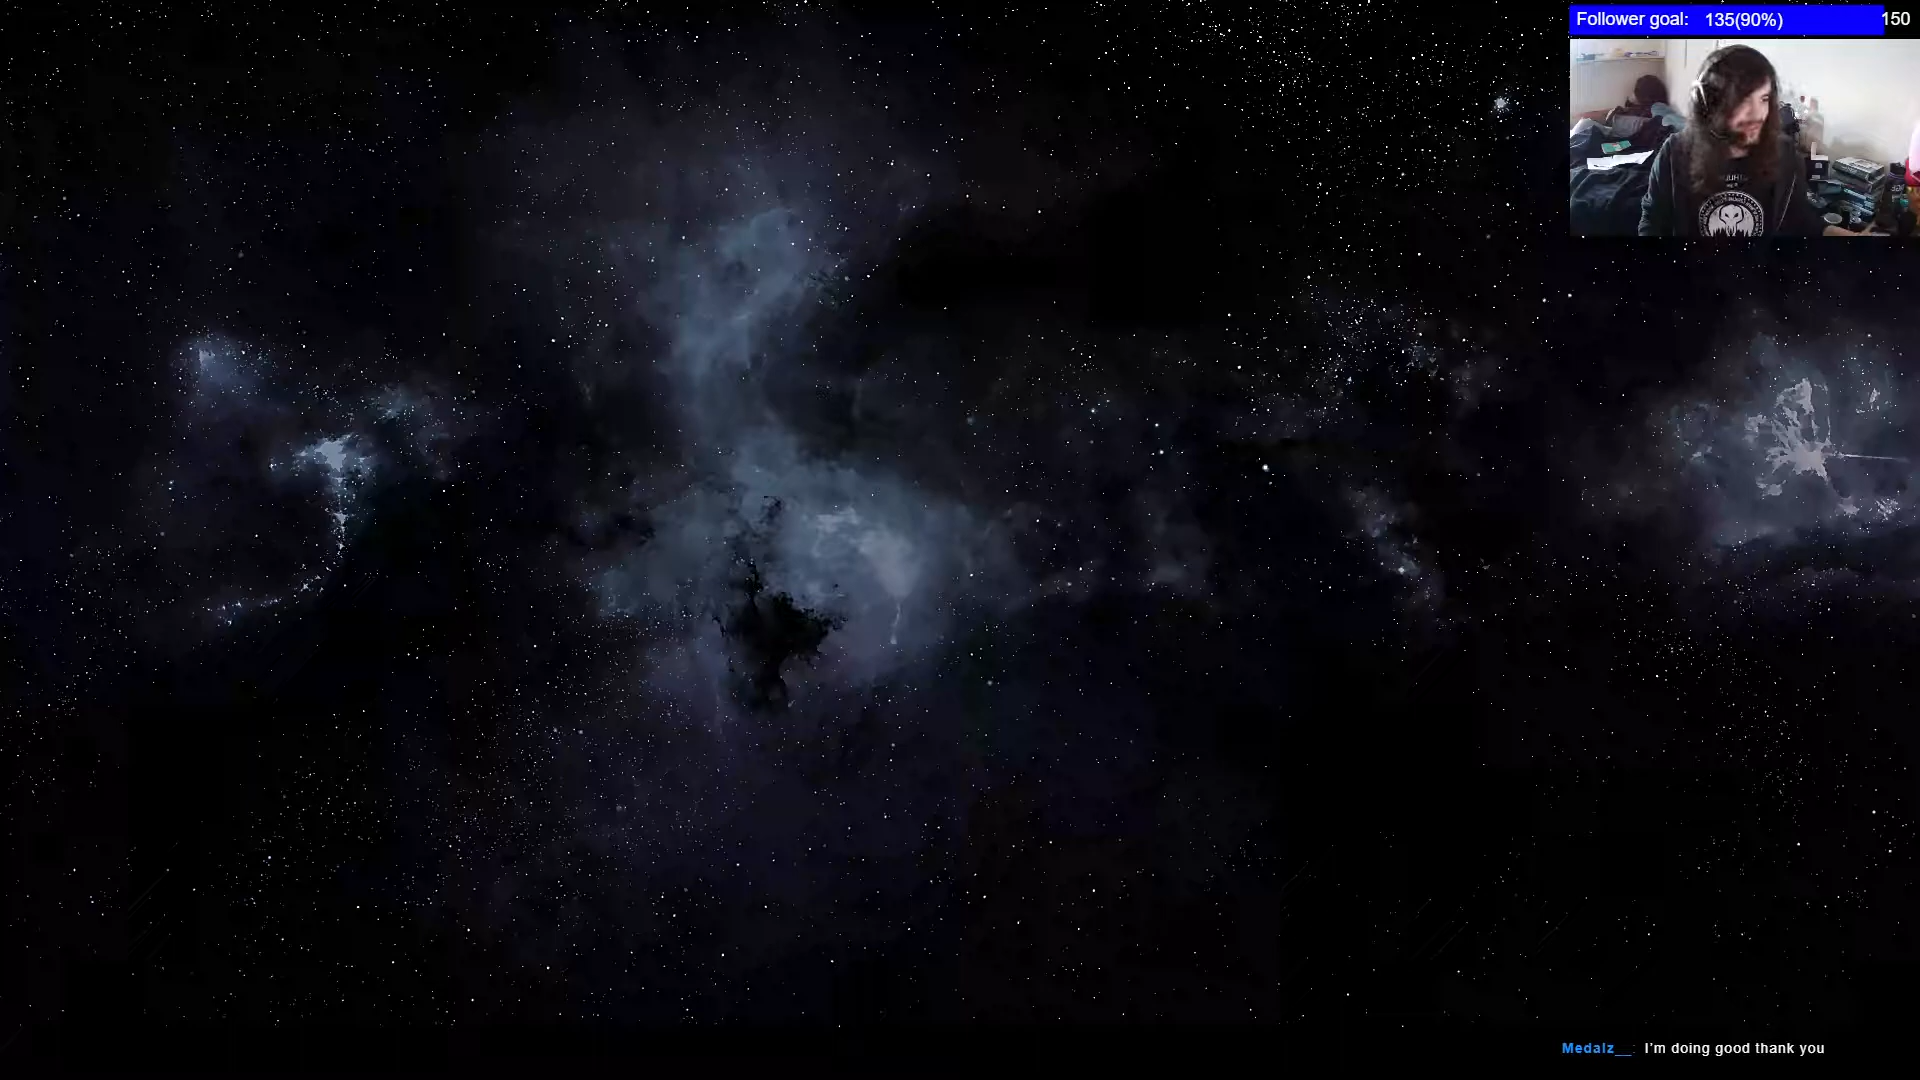 Follower goal: 135(90%) 150
Medalz__: I'm doing good thank you